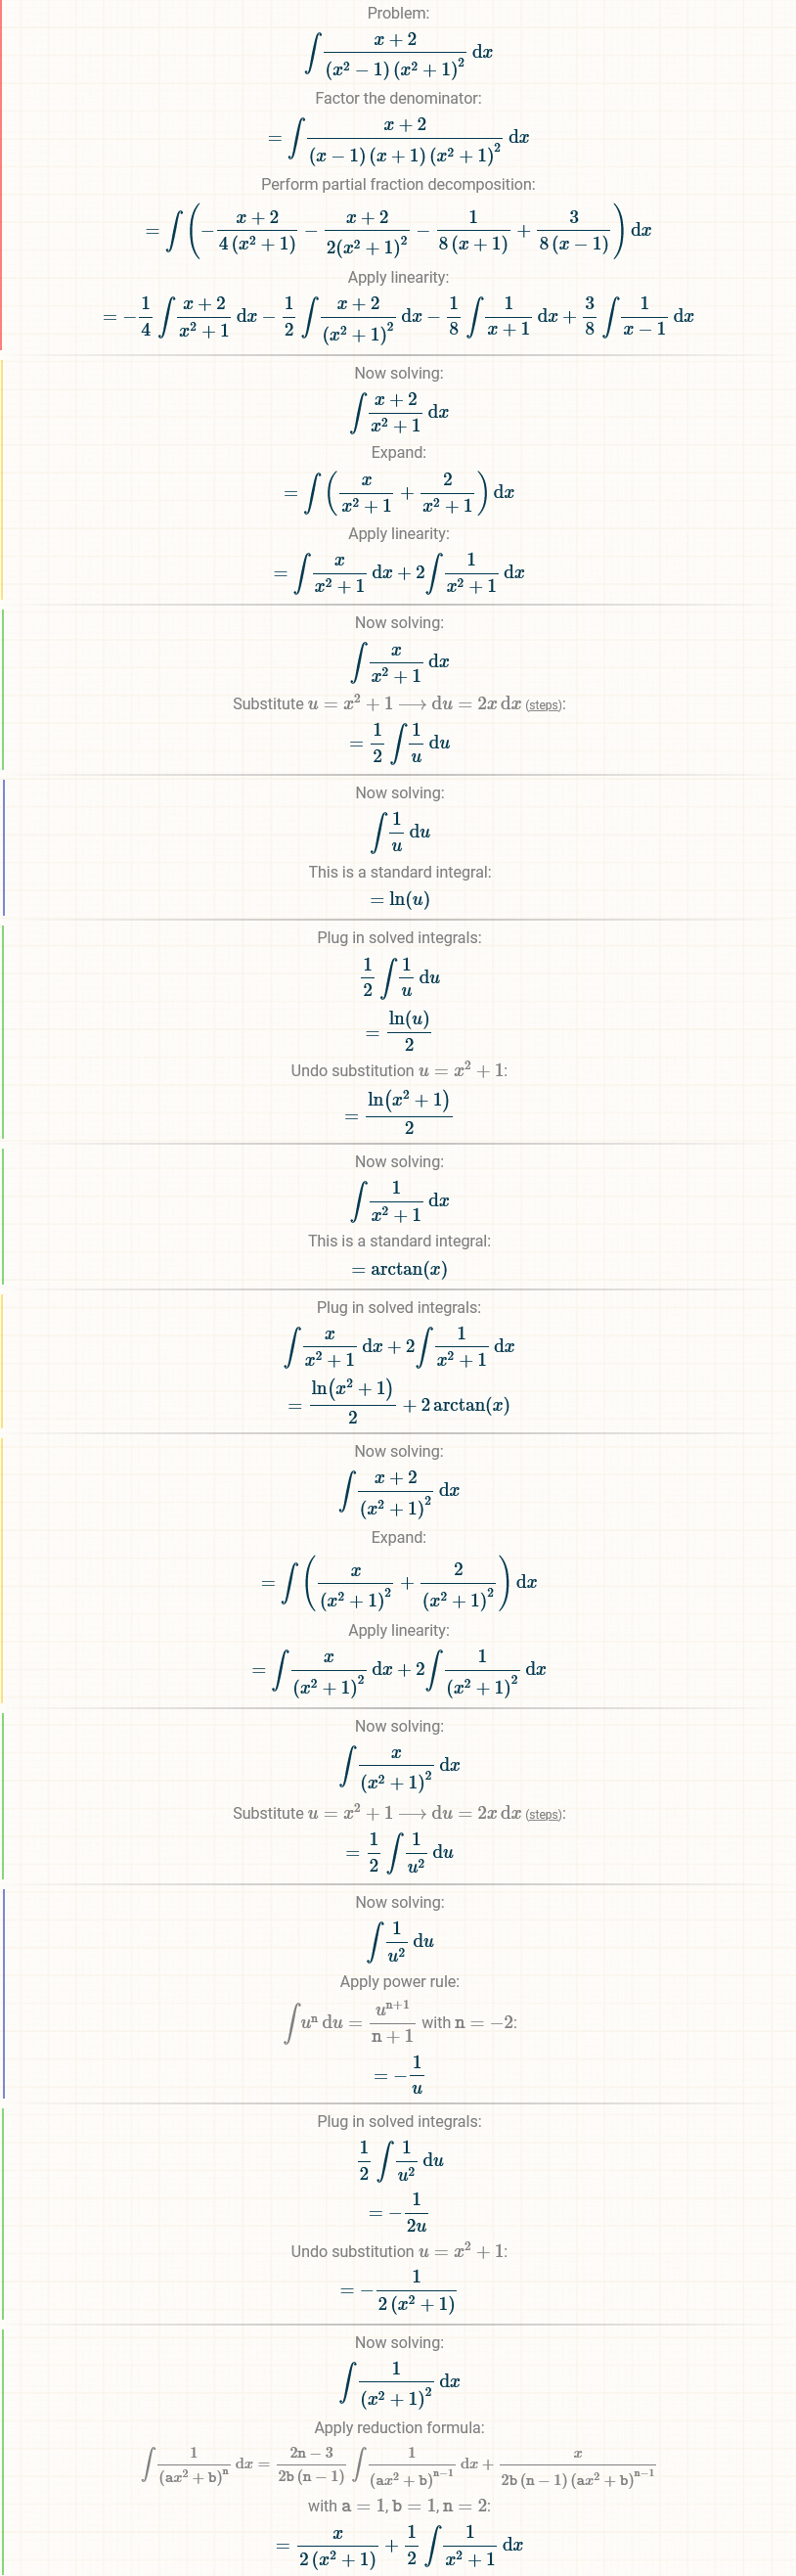 Problem:
∫ (x + 2) / ((x² − 1) (x² + 1)²) dx
Factor the denominator:
= ∫ (x + 2) / ((x − 1) (x + 1) (x² + 1)²) dx
Perform partial fraction decomposition:
= ∫ (− (x + 2) / (4 (x² + 1)) − (x + 2) / (2(x² + 1)²) − 1 / (8 (x + 1)) + 3 / (8 (x − 1))) dx
Apply linearity:
= − 1/4 ∫ (x + 2) / (x² + 1) dx − 1/2 ∫ (x + 2) / (x² + 1)² dx − 1/8 ∫ 1 / (x + 1) dx + 3/8 ∫ 1 / (x − 1) dx
Now solving:
∫ (x + 2) / (x² + 1) dx
Expand:
= ∫ (x / (x² + 1) + 2 / (x² + 1)) dx
Apply linearity:
= ∫ x / (x² + 1) dx + 2 ∫ 1 / (x² + 1) dx
Now solving:
∫ x / (x² + 1) dx
Substitute u = x² + 1 ⟶ du = 2x dx (steps):
= 1/2 ∫ 1/u du
Now solving:
∫ 1/u du
This is a standard integral:
= ln(u)
Plug in solved integrals:
1/2 ∫ 1/u du
= ln(u) / 2
Undo substitution u = x² + 1:
= ln(x² + 1) / 2
Now solving:
∫ 1 / (x² + 1) dx
This is a standard integral:
= arctan(x)
Plug in solved integrals:
∫ x / (x² + 1) dx + 2 ∫ 1 / (x² + 1) dx
= ln(x² + 1) / 2 + 2 arctan(x)
Now solving:
∫ (x + 2) / (x² + 1)² dx
Expand:
= ∫ (x / (x² + 1)² + 2 / (x² + 1)²) dx
Apply linearity:
= ∫ x / (x² + 1)² dx + 2 ∫ 1 / (x² + 1)² dx
Now solving:
∫ x / (x² + 1)² dx
Substitute u = x² + 1 ⟶ du = 2x dx (steps):
= 1/2 ∫ 1/u² du
Now solving:
∫ 1/u² du
Apply power rule:
∫ uⁿ du = uⁿ⁺¹ / (n + 1) with n = −2:
= − 1/u
Plug in solved integrals:
1/2 ∫ 1/u² du
= − 1/2u
Undo substitution u = x² + 1:
= − 1 / (2 (x² + 1))
Now solving:
∫ 1 / (x² + 1)² dx
Apply reduction formula:
∫ 1 / (ax² + b)ⁿ dx = (2n − 3) / (2b (n − 1)) ∫ 1 / (ax² + b)ⁿ⁻¹ dx + x / (2b (n − 1) (ax² + b)ⁿ⁻¹)
with a = 1, b = 1, n = 2:
= x / (2 (x² + 1)) + 1/2 ∫ 1 / (x² + 1) dx